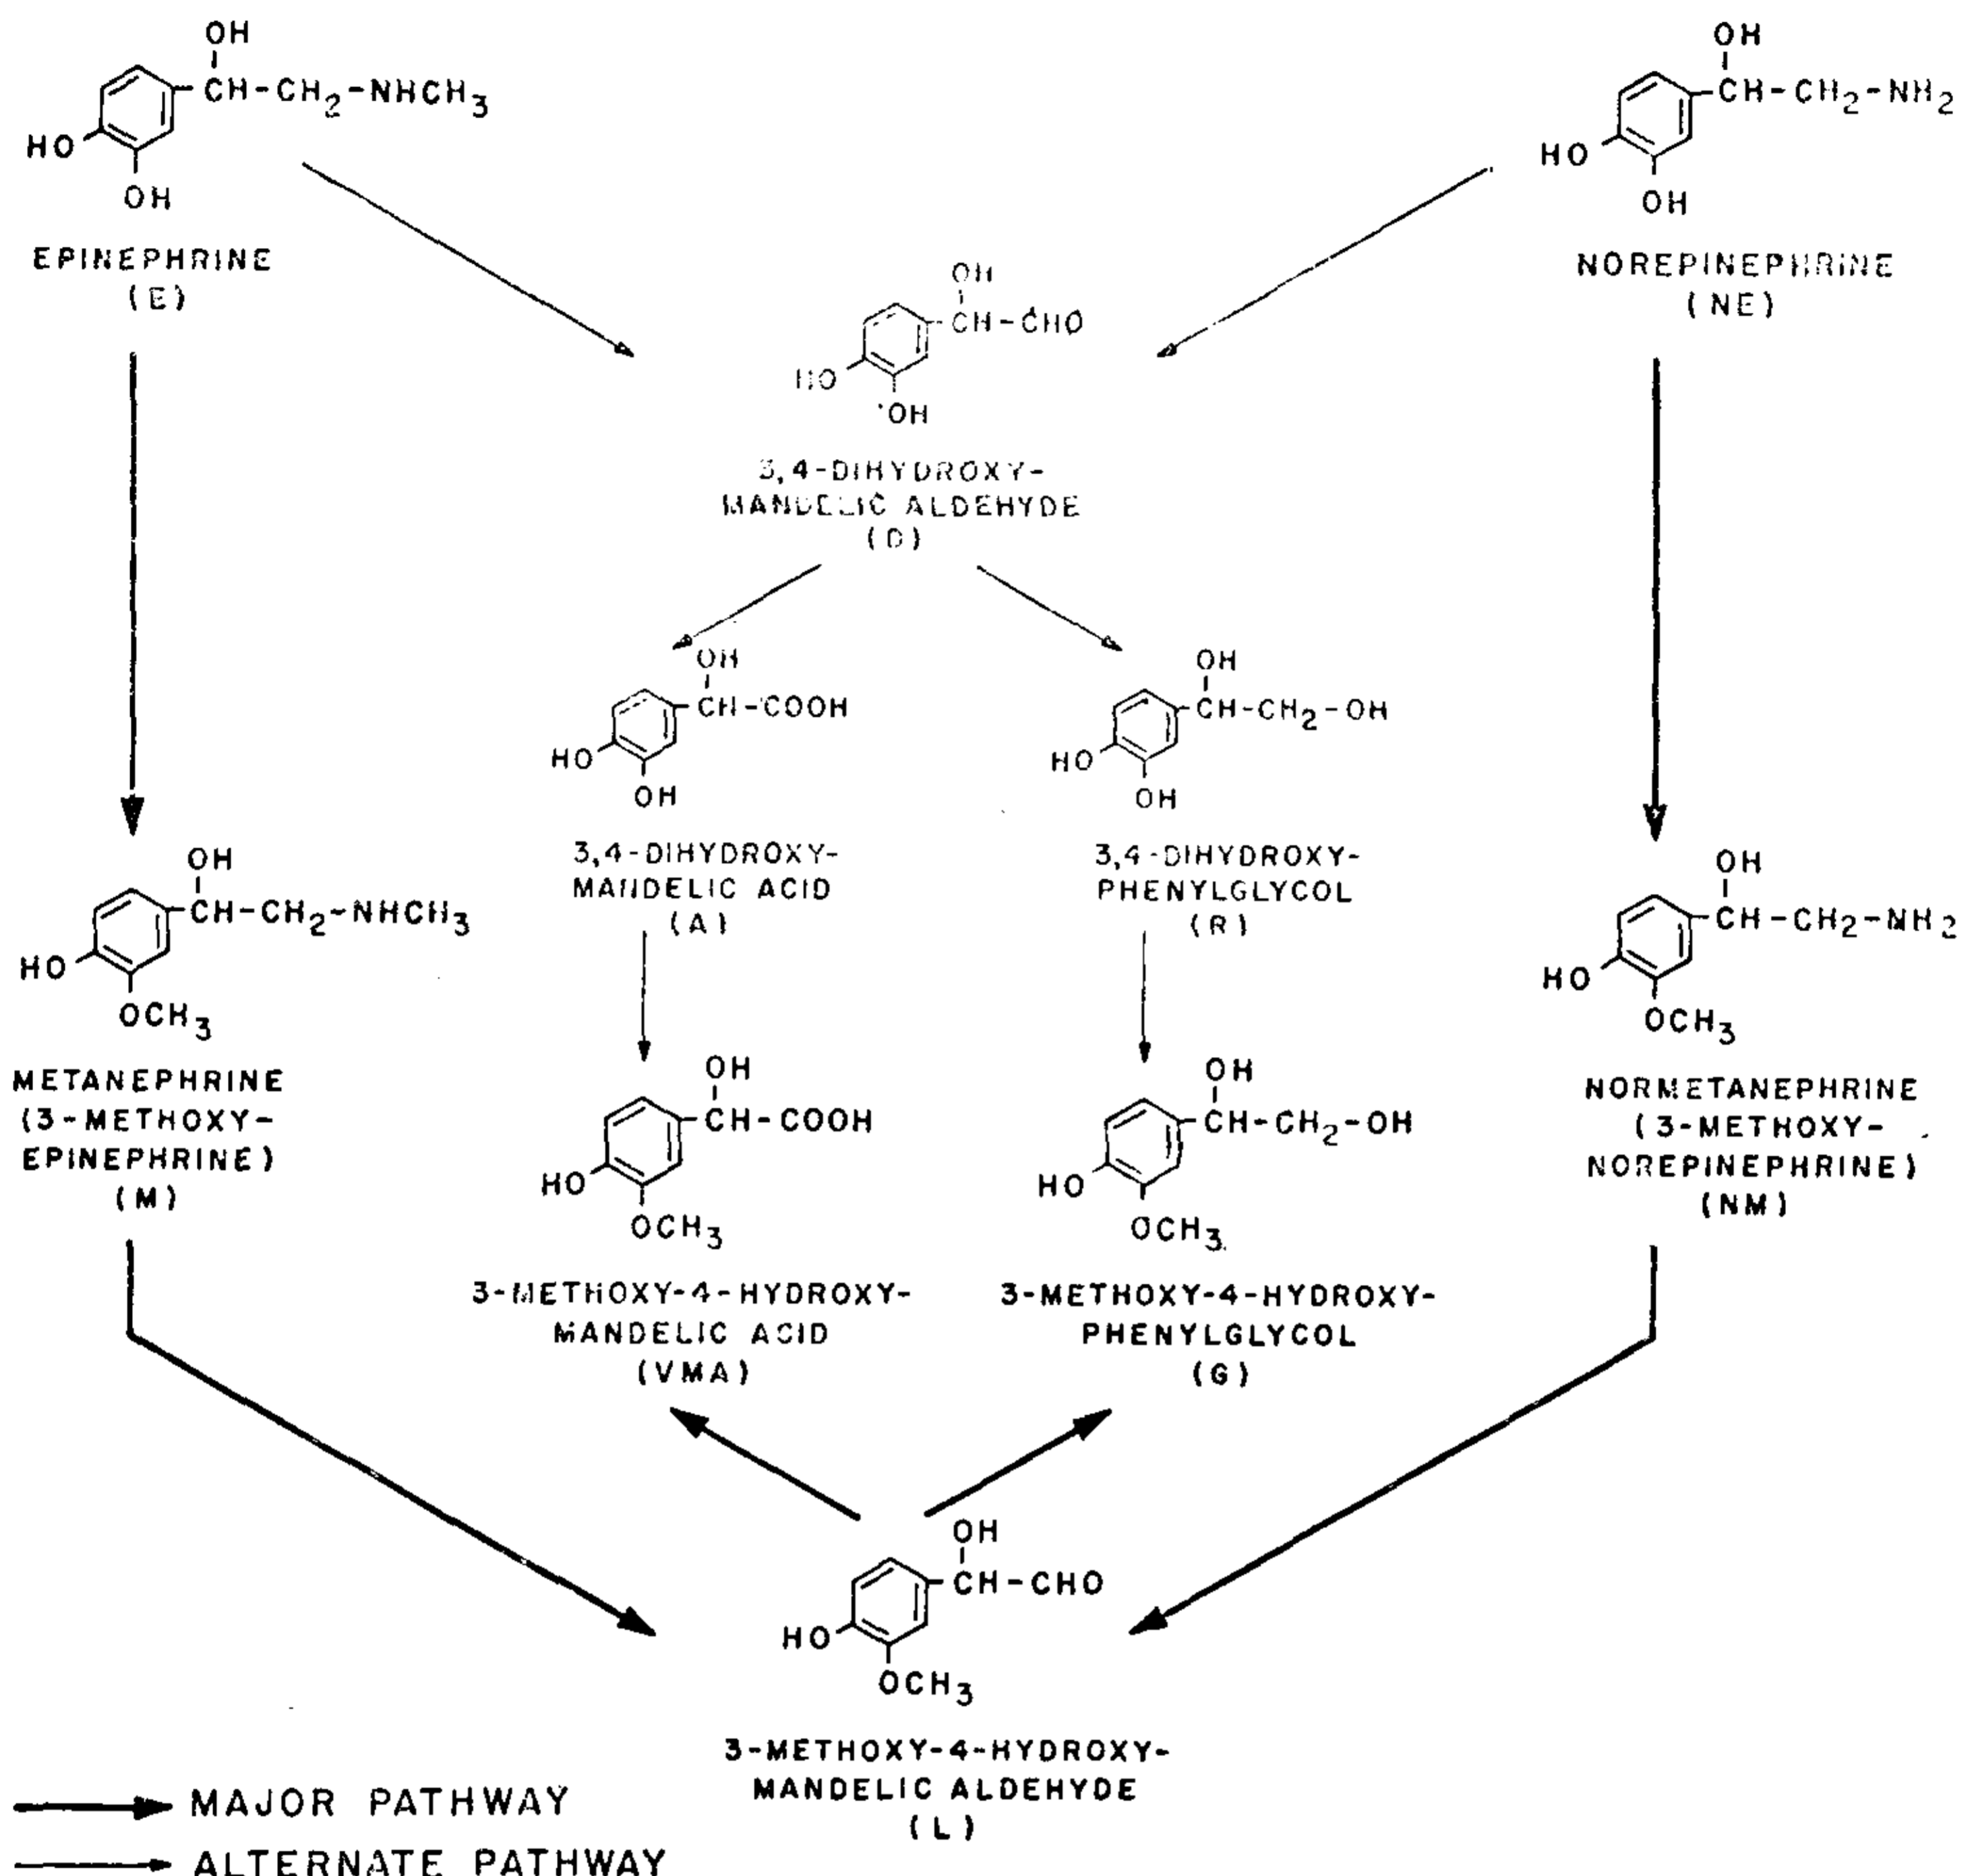 OH
CH-CH2-NHCH3
HO
OH
EPINEPHRINE
(E)
OH
CH-CH2-NH2
HO
OH
NOREPINEPHRINE
(NE)
OH
CH-CHO
HO
OH
3,4-DIHYDROXY-
MANDELIC ALDEHYDE
(D)
OH
CH-COOH
HO
OH
3,4-DIHYDROXY-
MANDELIC ACID
(A)
OH
CH-CH2-OH
HO
OH
3,4-DIHYDROXY-
PHENYLGLYCOL
(R)
OH
CH-CH2-NHCH3
HO
OCH3
METANEPHRINE
(3-METHOXY-
EPINEPHRINE)
(M)
OH
CH-COOH
HO
OCH3
3-METHOXY-4-HYDROXY-
MANDELIC ACID
(VMA)
OH
CH-CH2-OH
HO
OCH3
3-METHOXY-4-HYDROXY-
PHENYLGLYCOL
(G)
OH
CH-CH2-NH2
HO
OCH3
NORMETANEPHRINE
(3-METHOXY-
NOREPINEPHRINE)
(NM)
OH
CH-CHO
HO
OCH3
3-METHOXY-4-HYDROXY-
MANDELIC ALDEHYDE
(L)
MAJOR PATHWAY
ALTERNATE PATHWAY